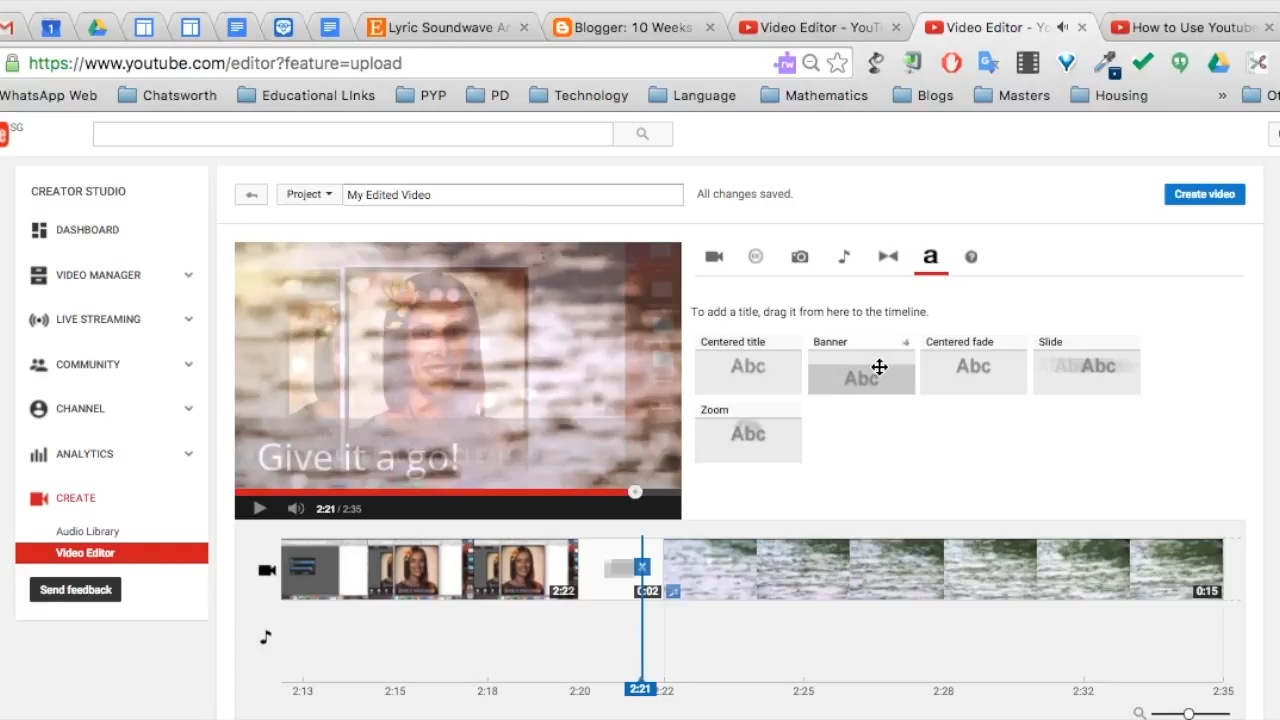 1
Lyric Soundwave Ar
Blogger: 10 Weeks
Video Editor - YouT
Video Editor - Yo
How to Use Youtube
https://www.youtube.com/editor?feature=upload
rw
WhatsApp Web
Chatsworth
Educational LInks
PYP
PD
Technology
Language
Mathematics
Blogs
Masters
Housing
»
Ot
e SG
CREATOR STUDIO
Project
My Edited Video
All changes saved.
Create video
DASHBOARD
VIDEO MANAGER
LIVE STREAMING
COMMUNITY
CHANNEL
ANALYTICS
CREATE
Audio Library
Video Editor
Send feedback
Give it a go!
2:21 / 2:35
CC
a
?
To add a title, drag it from here to the timeline.
Centered title
Banner
Centered fade
Slide
Abc
Abc
Abc
Abc
Zoom
Abc
2:22
0:02
0:15
2:13
2:15
2:18
2:20
2:21
2:22
2:25
2:28
2:32
2:35